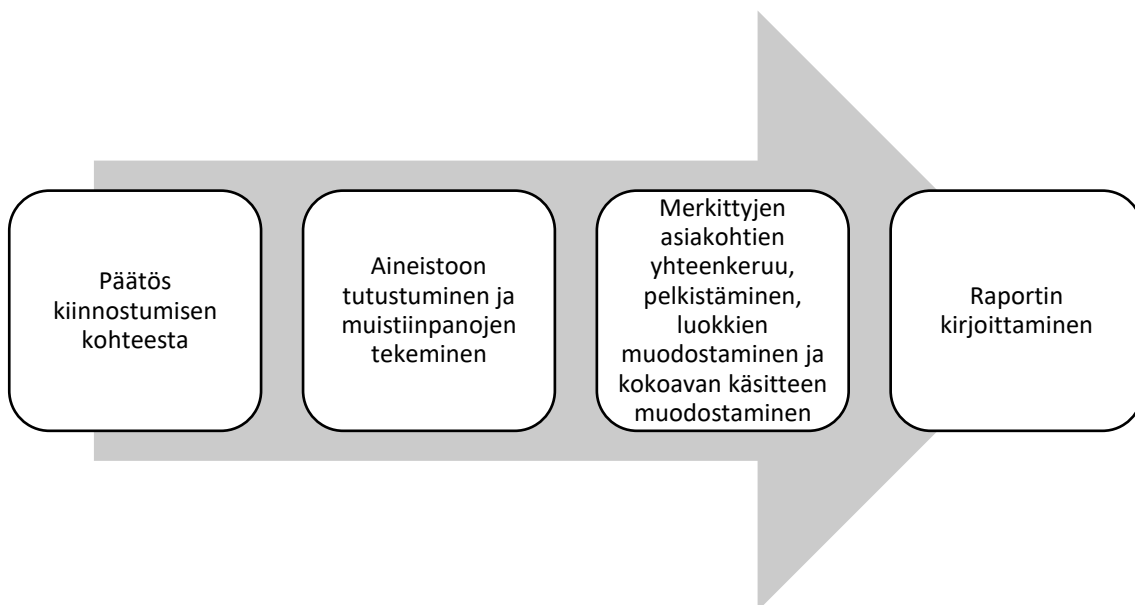 Päätös
kiinnostumisen
kohteesta
Aineistoon
tutustuminen ja
muistiinpanojen
tekeminen
Merkittyjen
asiakohtien
yhteenkeruu,
pelkistäminen,
luokkien
muodostaminen ja
kokoavan käsitteen
muodostaminen
Raportin
kirjoittaminen